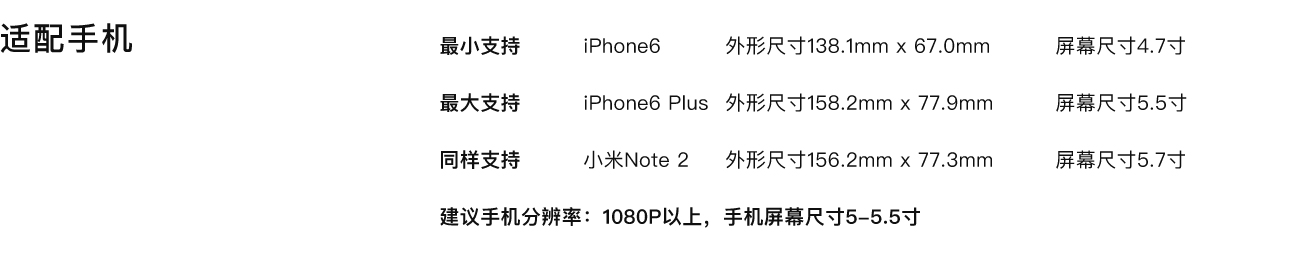 适配手机
最小支持 iPhone6 外形尺寸138.1mm x 67.0mm 屏幕尺寸4.7寸
最大支持 iPhone6 Plus 外形尺寸158.2mm x 77.9mm 屏幕尺寸5.5寸
同样支持 小米Note 2 外形尺寸156.2mm x 77.3mm 屏幕尺寸5.7寸
建议手机分辨率：1080P以上，手机屏幕尺寸5–5.5寸